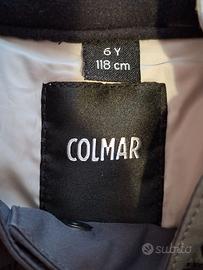 6 Y
118 cm
COLMAR
subito